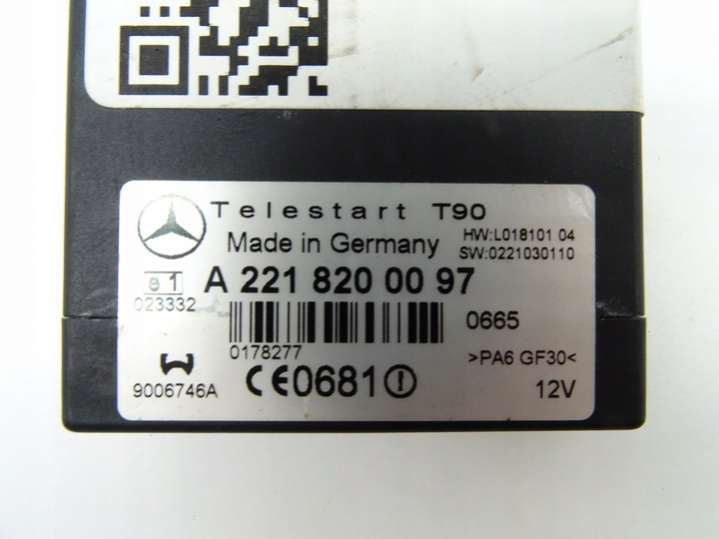 Telestart T90
Made in Germany
HW:L018101 04
SW:0221030110
e1
A 221 820 00 97
023332
0665
0178277
>PA6 GF30<
9006746A
CE0681
12V